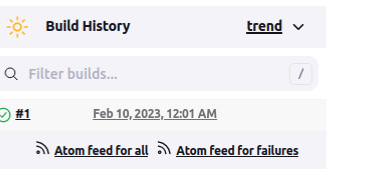 Build History trend
Filter builds... /
#1 Feb 10, 2023, 12:01 AM
Atom feed for all Atom feed for failures